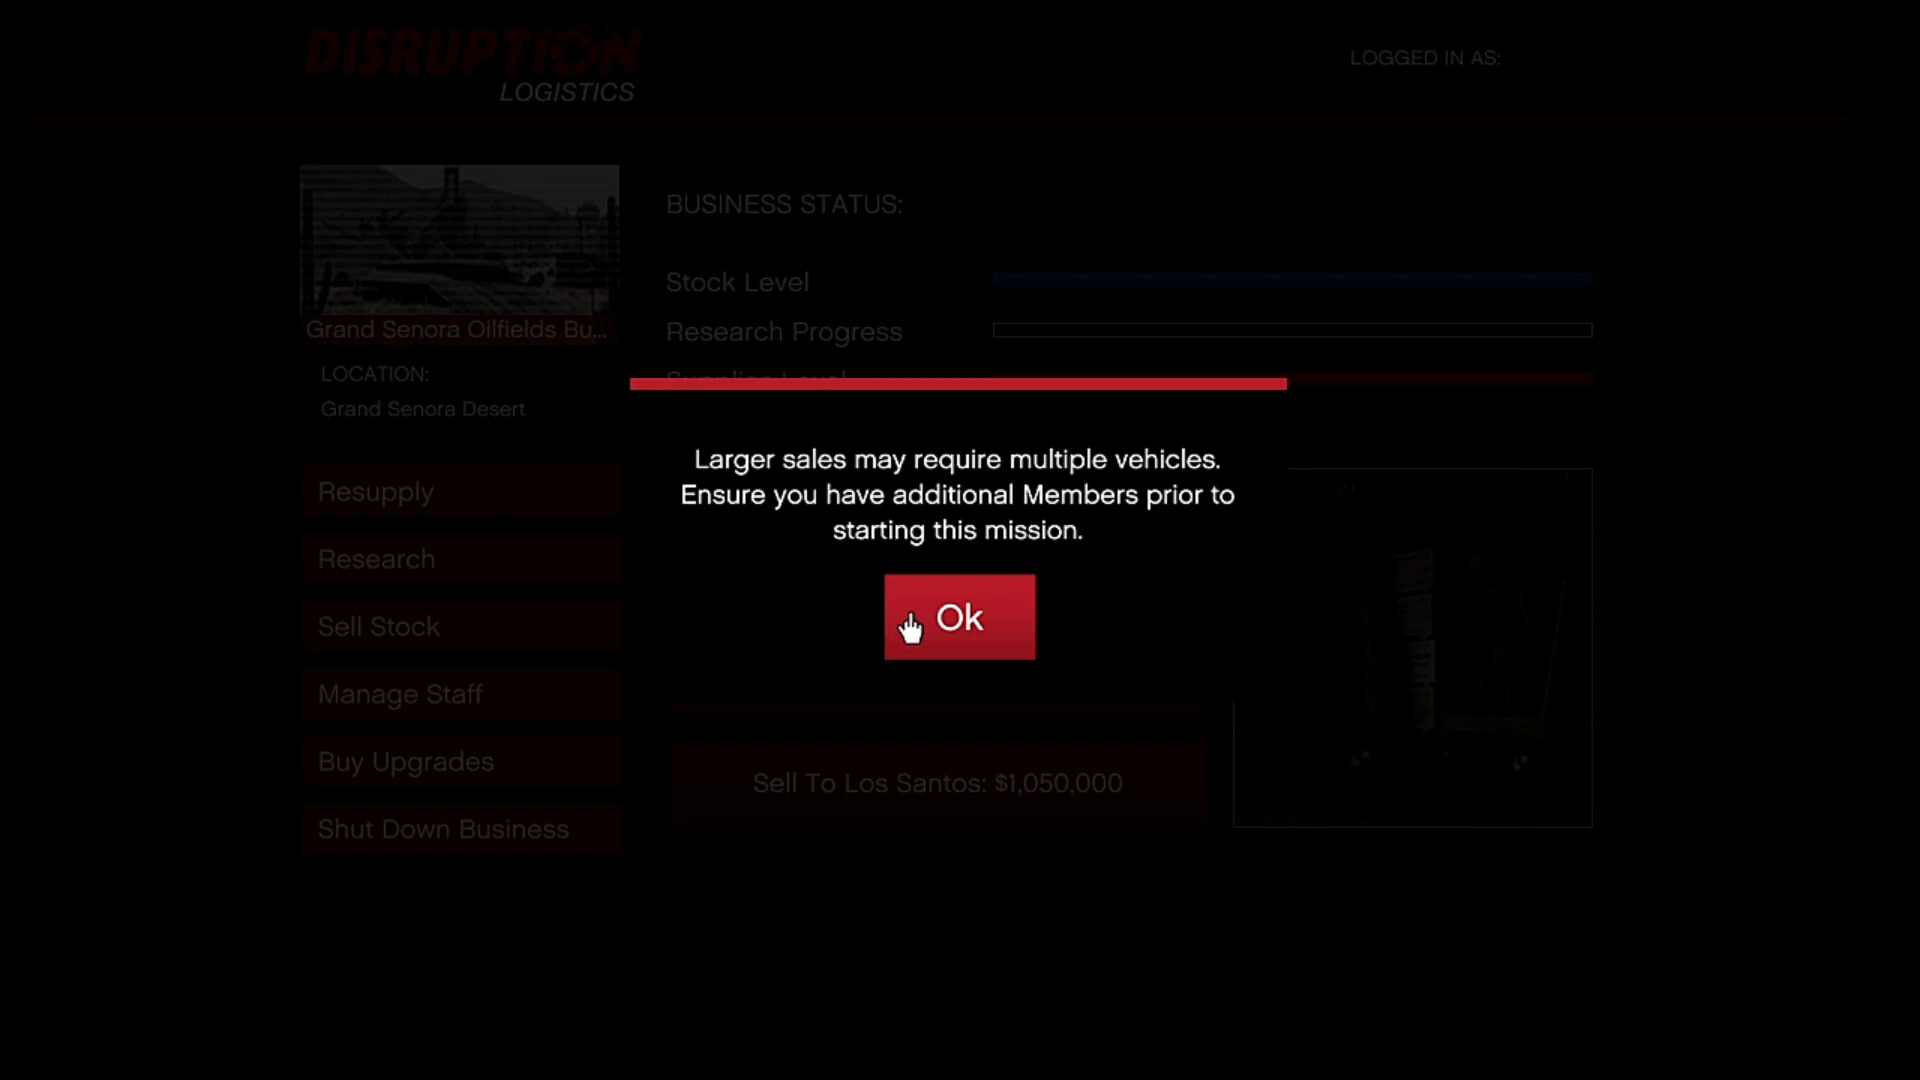 DISRUPTION
LOGISTICS
LOGGED IN AS:
Grand Senora Oilfields Bu...
LOCATION:
Grand Senora Desert
Resupply
Research
Sell Stock
Manage Staff
Buy Upgrades
Shut Down Business
BUSINESS STATUS:
Stock Level
Research Progress
Supplies Level
Larger sales may require multiple vehicles.
Ensure you have additional Members prior to
starting this mission.
Ok
Sell To Los Santos: $1,050,000